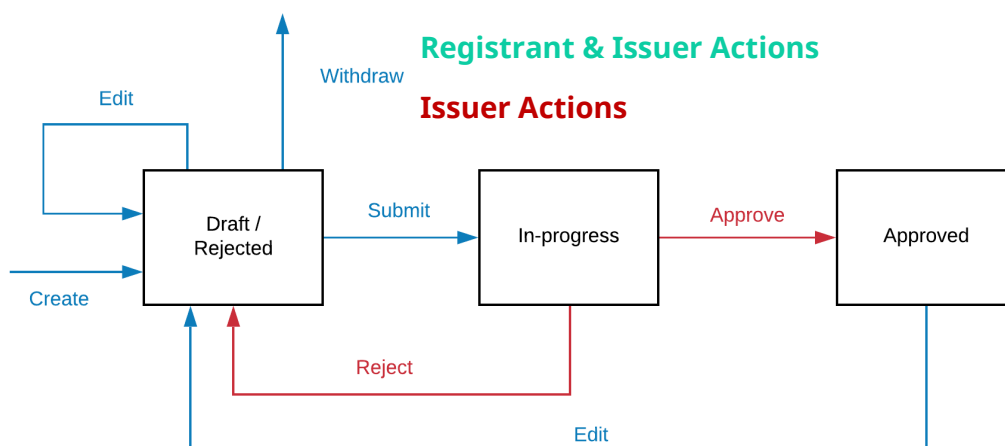 Registrant & Issuer Actions
Withdraw
Edit
Issuer Actions
Submit
Approve
Draft /
Rejected
In-progress
Approved
Create
Reject
Edit